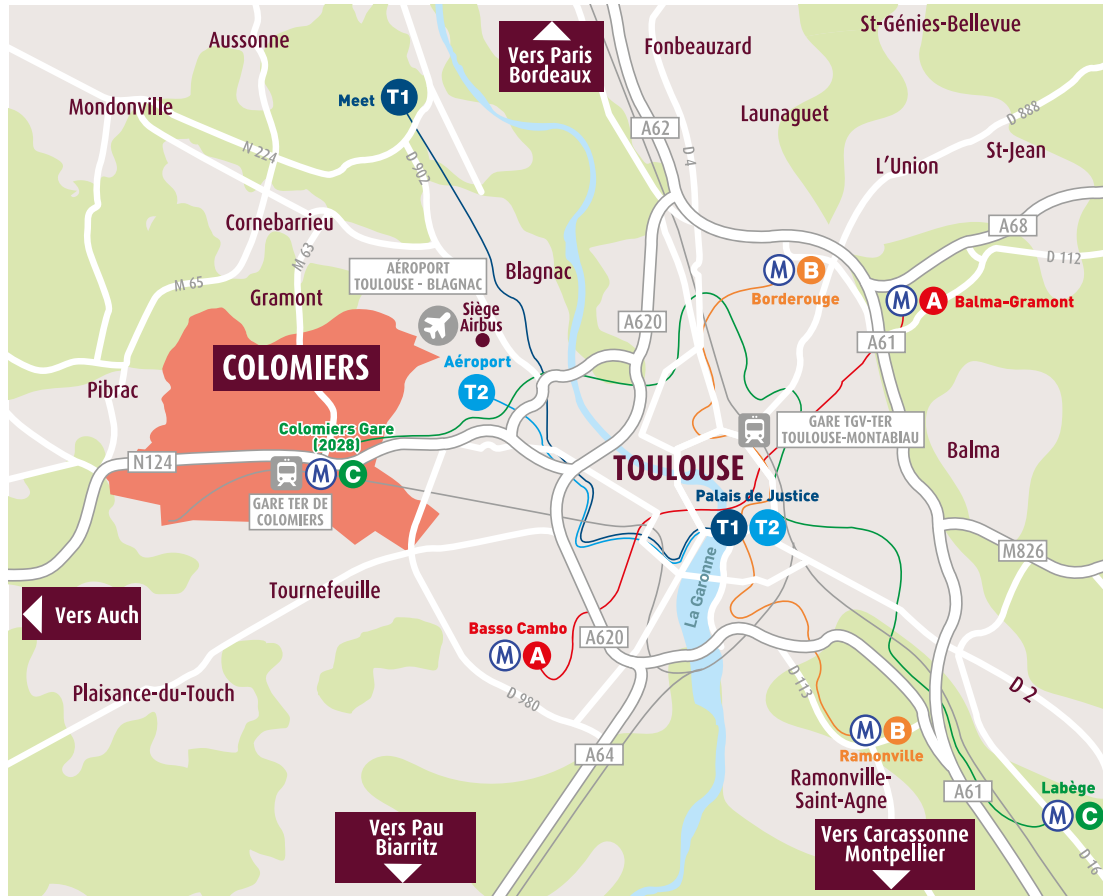 St-Génies-Bellevue
Aussonne
Vers Paris
Bordeaux
Fonbeauzard
Meet
T1
Mondonville
A62
Launaguet
D 888
N 224
D 902
D 4
St-Jean
L'Union
Cornebarrieu
A68
M 63
D 112
AÉROPORT
TOULOUSE - BLAGNAC
Blagnac
M B
Borderouge
M 65
Gramont
M A
Balma-Gramont
Siège
Airbus
A620
A61
COLOMIERS
Aéroport
T2
Pibrac
Colomiers Gare
(2028)
GARE TGV-TER
TOULOUSE-MONTABIAU
Balma
N124
M C
TOULOUSE
GARE TER DE
COLOMIERS
Palais de Justice
T1 T2
M826
La Garonne
Tournefeuille
Vers Auch
Basso Cambo
M A
A620
Plaisance-du-Touch
D 980
D 113
D 2
M B
Ramonville
A64
Ramonville-
Saint-Agne
A61
Labège
M C
Vers Pau
Biarritz
Vers Carcassonne
Montpellier
D 16